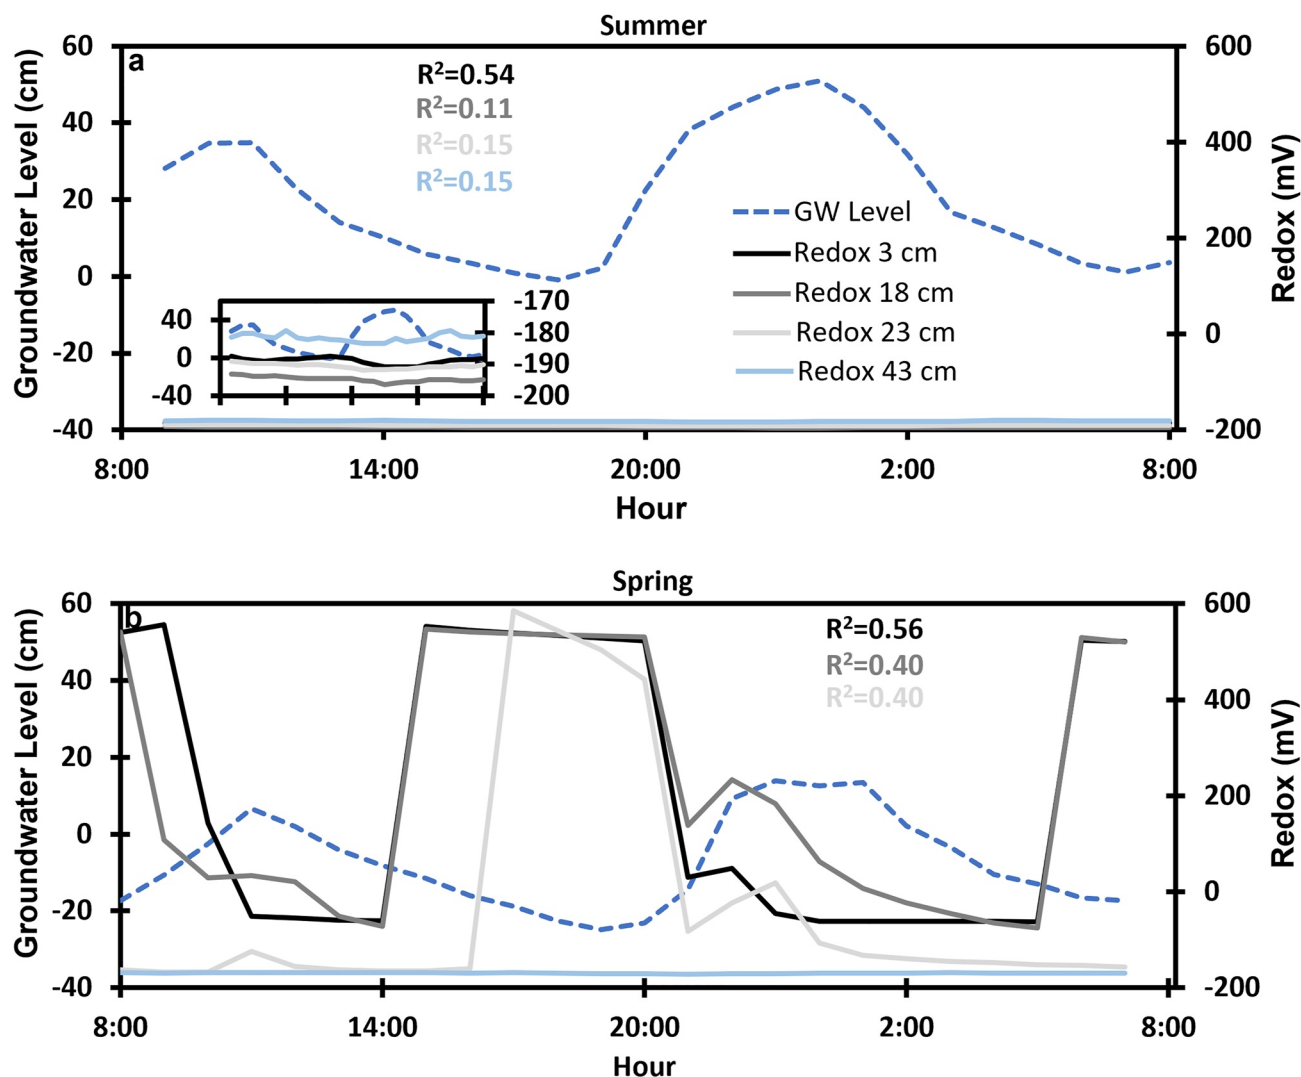 Summer
a
Groundwater Level (cm)
60
40
20
0
-20
-40
R²=0.54
R²=0.11
R²=0.15
R²=0.15
GW Level
Redox 3 cm
Redox 18 cm
Redox 23 cm
Redox 43 cm
600
400
200
0
-200
Redox (mV)
40
0
-40
-170
-180
-190
-200
8:00 14:00 20:00 2:00 8:00
Hour
Spring
b
Groundwater Level (cm)
60
40
20
0
-20
-40
R²=0.56
R²=0.40
R²=0.40
600
400
200
0
-200
Redox (mV)
8:00 14:00 20:00 2:00 8:00
Hour